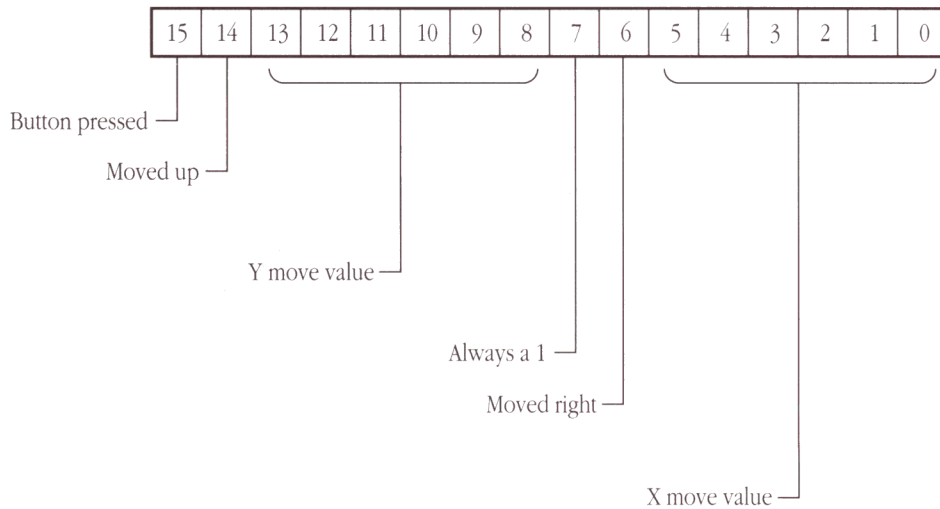 15 14 13 12 11 10 9 8 7 6 5 4 3 2 1 0
Button pressed
Moved up
Y move value
Always a 1
Moved right
X move value